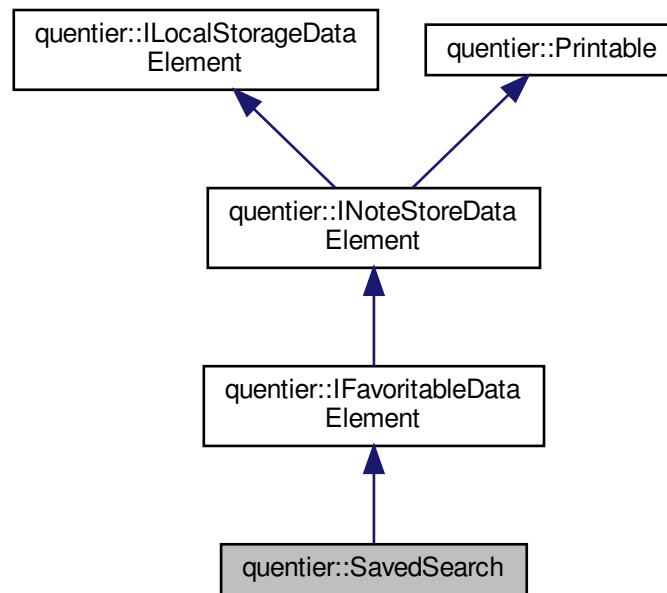 quentier::ILocalStorageData
Element
quentier::Printable
quentier::INoteStoreData
Element
quentier::IFavoritableData
Element
quentier::SavedSearch